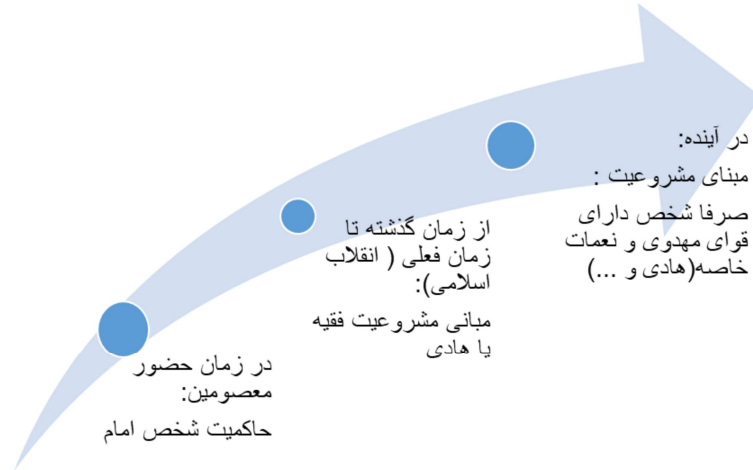 در زمان حضور
معصومین:
حاکمیت شخص امام
از زمان گذشته تا
زمان فعلی ( انقلاب
اسلامی):
مبانی مشروعیت فقیه
یا هادی
در آینده:
مبنای مشروعیت :
صرفا شخص دارای
قوای مهدوی و نعمات
خاصه(هادی و ...)